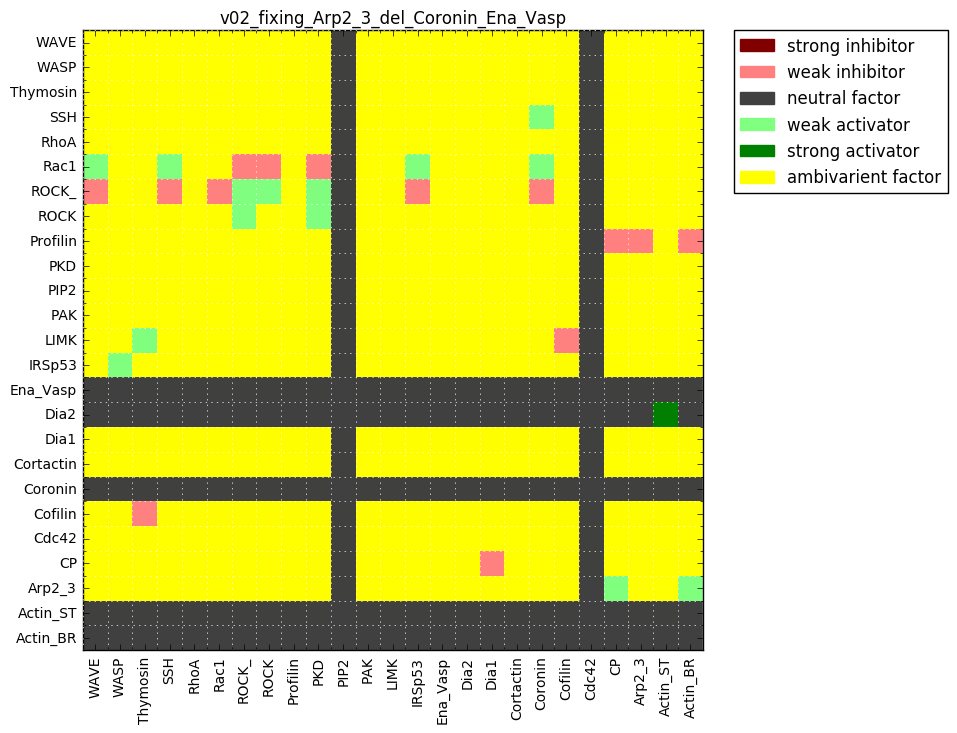 v02_fixing_Arp2_3_del_Coronin_Ena_Vasp
WAVE
WASP
Thymosin
SSH
RhoA
Rac1
ROCK_
ROCK
Profilin
PKD
PIP2
PAK
LIMK
IRSp53
Ena_Vasp
Dia2
Dia1
Cortactin
Coronin
Cofilin
Cdc42
CP
Arp2_3
Actin_ST
Actin_BR
WAVE
WASP
Thymosin
SSH
RhoA
Rac1
ROCK_
ROCK
Profilin
PKD
PIP2
PAK
LIMK
IRSp53
Ena_Vasp
Dia2
Dia1
Cortactin
Coronin
Cofilin
Cdc42
CP
Arp2_3
Actin_ST
Actin_BR
strong inhibitor
weak inhibitor
neutral factor
weak activator
strong activator
ambivarient factor